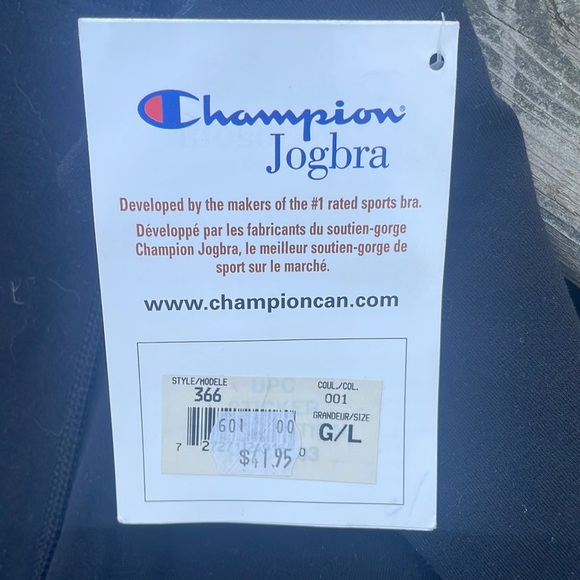 Champion®
Jogbra
Developed by the makers of the #1 rated sports bra.
Développé par les fabricants du soutien-gorge
Champion Jogbra, le meilleur soutien-gorge de
sport sur le marché.
www.championcan.com
STYLE/MODELE
366
COUL./COL.
001
GRANDEUR/SIZE
G/L
601 00
$41.95